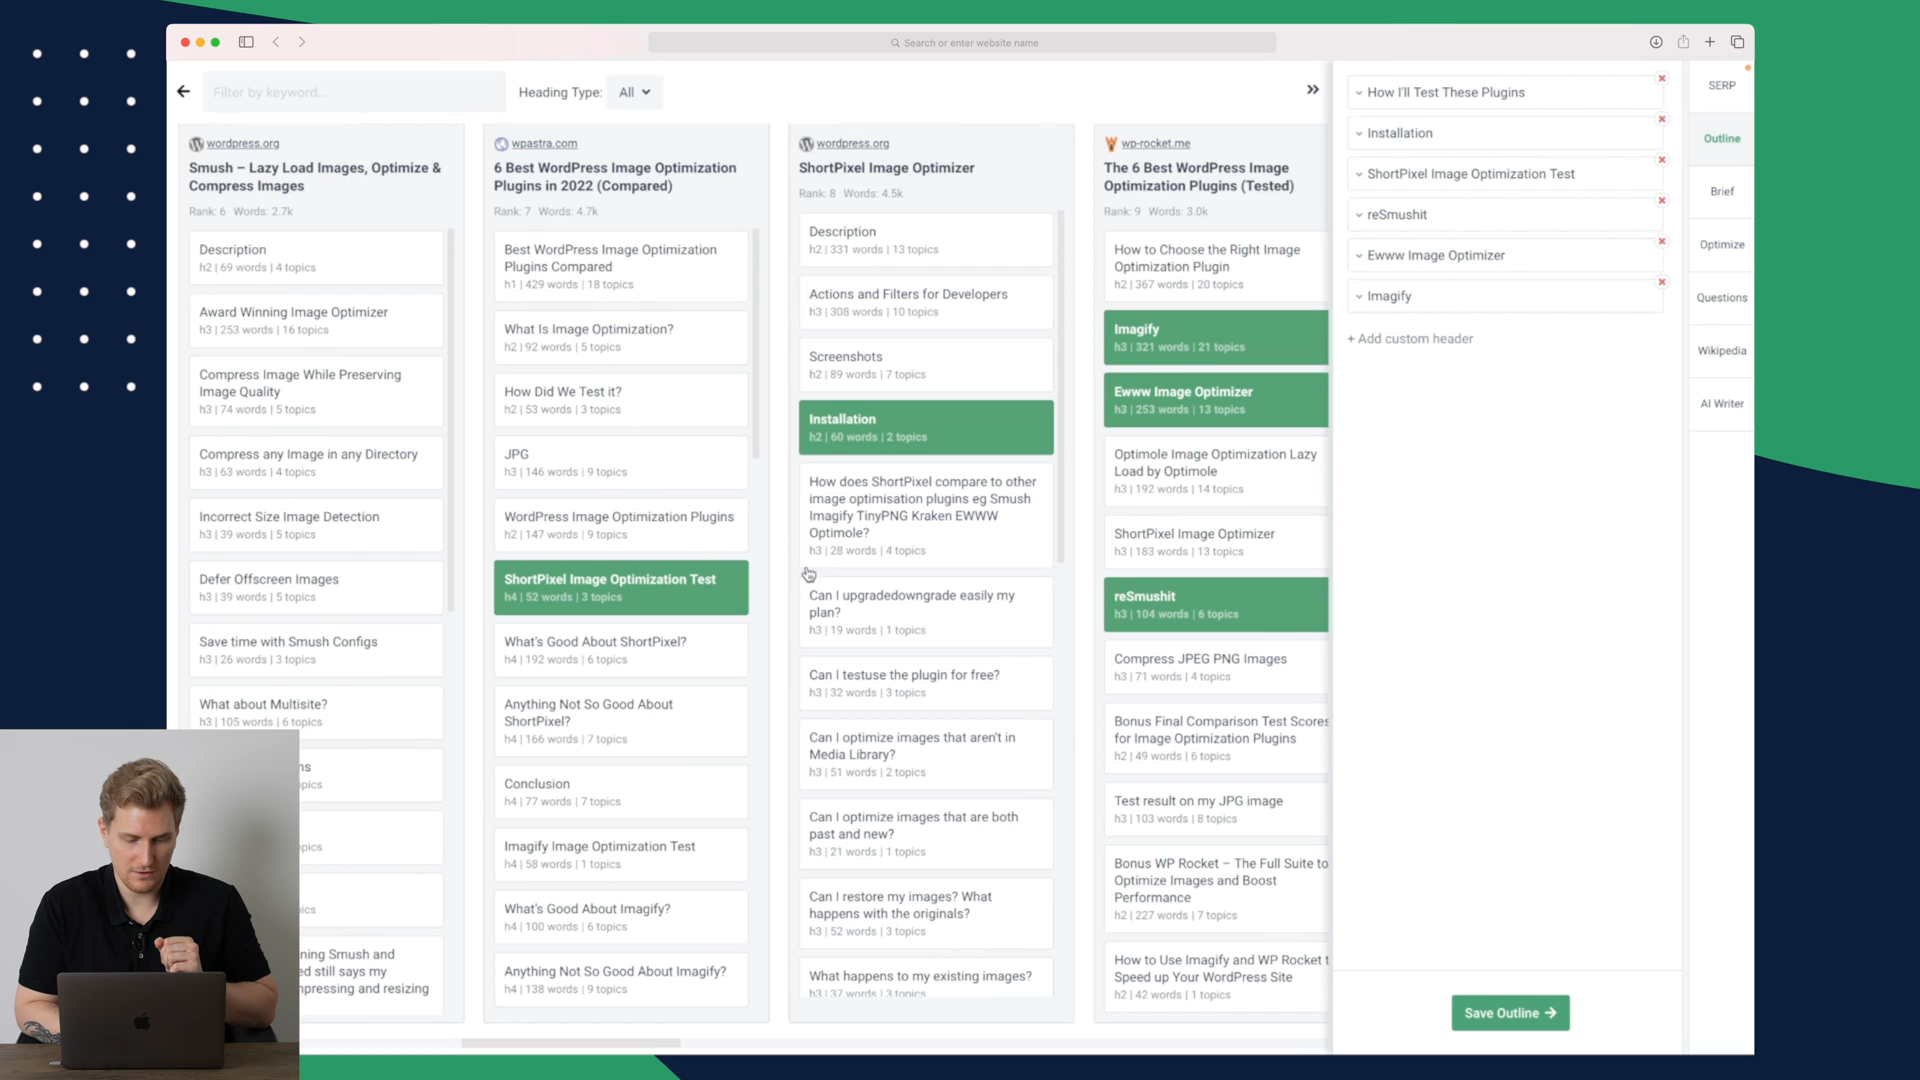 Search or enter website name
Filter by keyword...
Heading Type:
All
wordpress.org
Smush – Lazy Load Images, Optimize &
Compress Images
Rank: 6 Words: 2.7k
Description
h2 | 69 words | 4 topics
Award Winning Image Optimizer
h3 | 253 words | 16 topics
Compress Image While Preserving
Image Quality
h3 | 74 words | 5 topics
Compress any Image in any Directory
h3 | 63 words | 4 topics
Incorrect Size Image Detection
h3 | 39 words | 5 topics
Defer Offscreen Images
h3 | 39 words | 5 topics
Save time with Smush Configs
h3 | 26 words | 3 topics
What about Multisite?
h3 | 105 words | 6 topics
ns
pics
pics
ics
ning Smush and
ed still says my
mpressing and resizing
wpastra.com
6 Best WordPress Image Optimization
Plugins in 2022 (Compared)
Rank: 7 Words: 4.7k
Best WordPress Image Optimization
Plugins Compared
h1 | 429 words | 18 topics
What Is Image Optimization?
h2 | 92 words | 5 topics
How Did We Test it?
h2 | 53 words | 3 topics
JPG
h3 | 146 words | 9 topics
WordPress Image Optimization Plugins
h2 | 147 words | 9 topics
ShortPixel Image Optimization Test
h4 | 52 words | 3 topics
What's Good About ShortPixel?
h4 | 192 words | 6 topics
Anything Not So Good About
ShortPixel?
h4 | 166 words | 7 topics
Conclusion
h4 | 77 words | 7 topics
Imagify Image Optimization Test
h4 | 58 words | 1 topics
What's Good About Imagify?
h4 | 100 words | 6 topics
Anything Not So Good About Imagify?
h4 | 138 words | 9 topics
wordpress.org
ShortPixel Image Optimizer
Rank: 8 Words: 4.5k
Description
h2 | 331 words | 13 topics
Actions and Filters for Developers
h3 | 308 words | 10 topics
Screenshots
h2 | 89 words | 7 topics
Installation
h2 | 60 words | 2 topics
How does ShortPixel compare to other
image optimisation plugins eg Smush
Imagify TinyPNG Kraken EWWW
Optimole?
h3 | 28 words | 4 topics
Can I upgradedowngrade easily my
plan?
h3 | 19 words | 1 topics
Can I testuse the plugin for free?
h3 | 32 words | 3 topics
Can I optimize images that aren't in
Media Library?
h3 | 51 words | 2 topics
Can I optimize images that are both
past and new?
h3 | 21 words | 1 topics
Can I restore my images? What
happens with the originals?
h3 | 52 words | 3 topics
What happens to my existing images?
h3 | 37 words | 3 topics
wp-rocket.me
The 6 Best WordPress Image
Optimization Plugins (Tested)
Rank: 9 Words: 3.0k
How to Choose the Right Image
Optimization Plugin
h2 | 367 words | 20 topics
Imagify
h3 | 321 words | 21 topics
Ewww Image Optimizer
h3 | 253 words | 13 topics
Optimole Image Optimization Lazy
Load by Optimole
h3 | 192 words | 14 topics
ShortPixel Image Optimizer
h3 | 183 words | 13 topics
reSmushit
h3 | 104 words | 6 topics
Compress JPEG PNG Images
h3 | 71 words | 4 topics
Bonus Final Comparison Test Scores
for Image Optimization Plugins
h2 | 49 words | 6 topics
Test result on my JPG image
h3 | 103 words | 8 topics
Bonus WP Rocket – The Full Suite to
Optimize Images and Boost
Performance
h2 | 227 words | 7 topics
How to Use Imagify and WP Rocket t
Speed up Your WordPress Site
h2 | 42 words | 1 topics
How I'll Test These Plugins
Installation
ShortPixel Image Optimization Test
reSmushit
Ewww Image Optimizer
Imagify
+ Add custom header
Save Outline
SERP
Outline
Brief
Optimize
Questions
Wikipedia
AI Writer